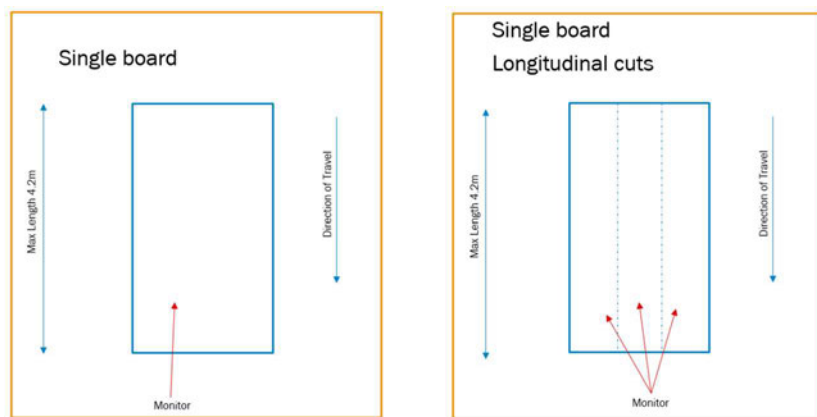 Single board
Max Length 4.2m
Direction of Travel
Monitor
Single board
Longitudinal cuts
Max Length 4.2m
Direction of Travel
Monitor